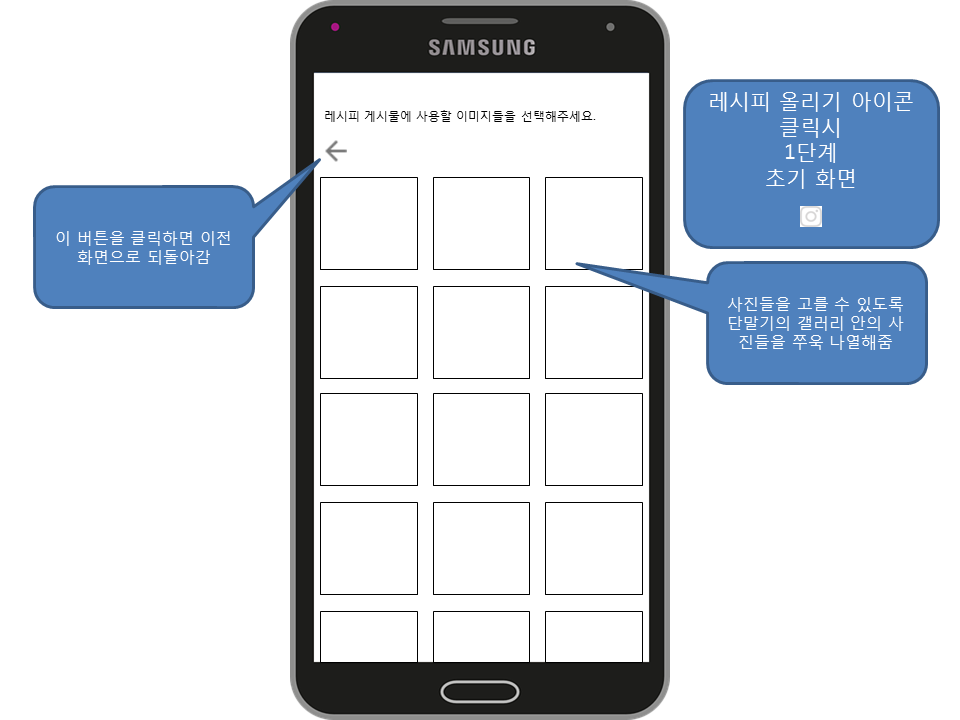 SAMSUNG
레시피 게시물에 사용할 이미지들을 선택해주세요.
레시피 올리기 아이콘
클릭시
1단계
초기 화면
이 버튼을 클릭하면 이전
화면으로 되돌아감
사진들을 고를 수 있도록
단말기의 갤러리 안의 사
진들을 쭈욱 나열해줌